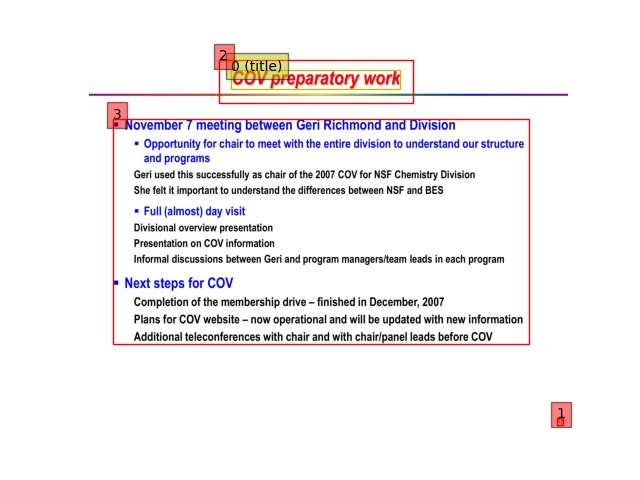 2
0 (title)
COV preparatory work
3
▪ November 7 meeting between Geri Richmond and Division
▪ Opportunity for chair to meet with the entire division to understand our structure
and programs
Geri used this successfully as chair of the 2007 COV for NSF Chemistry Division
She felt it important to understand the differences between NSF and BES
▪ Full (almost) day visit
Divisional overview presentation
Presentation on COV information
Informal discussions between Geri and program managers/team leads in each program
▪ Next steps for COV
Completion of the membership drive – finished in December, 2007
Plans for COV website – now operational and will be updated with new information
Additional teleconferences with chair and with chair/panel leads before COV
1